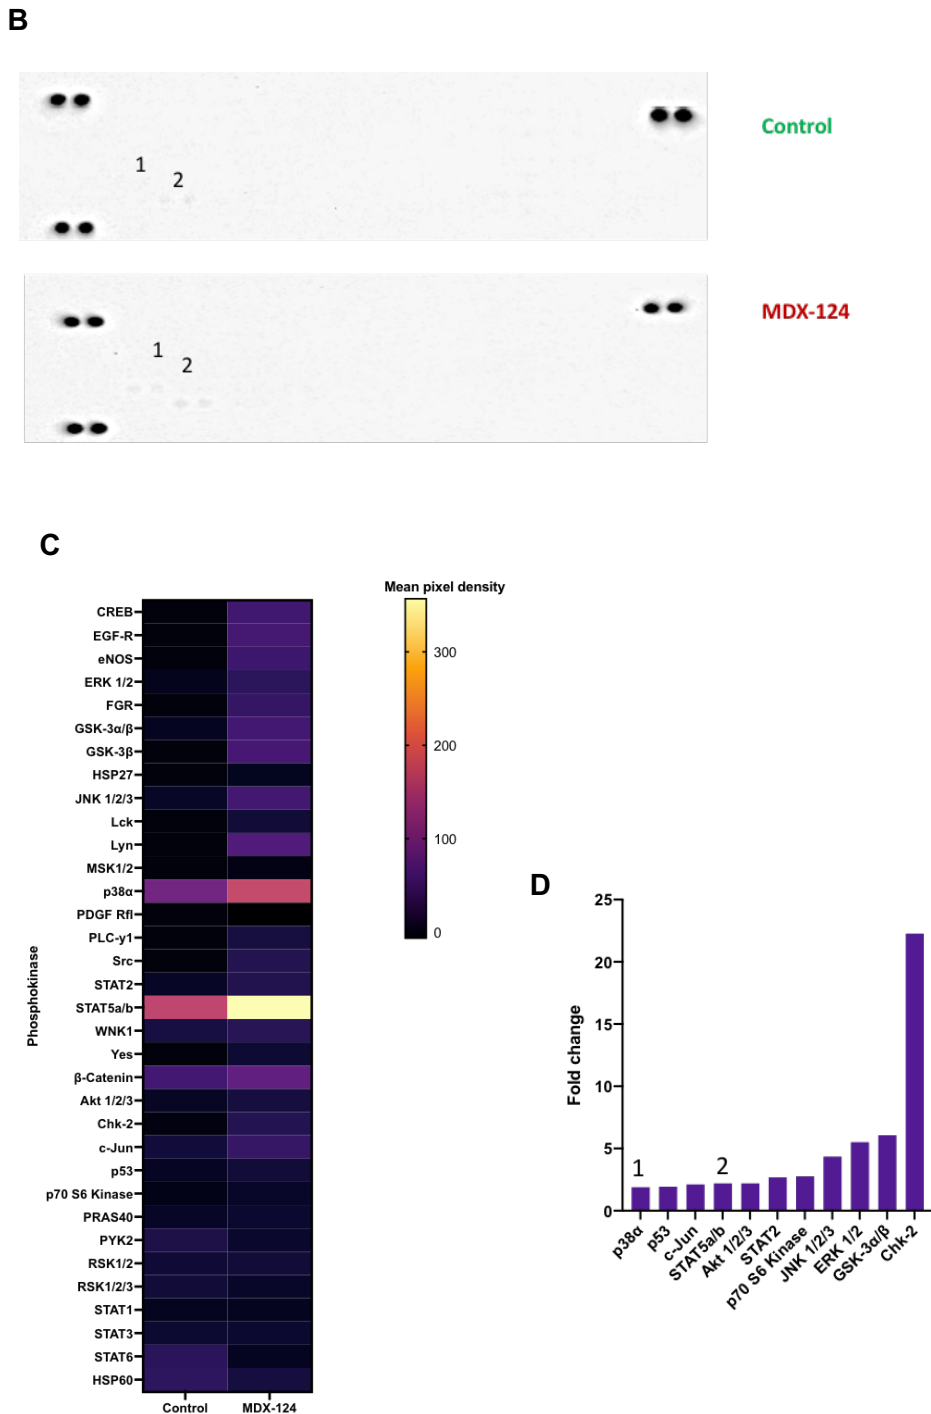 B
1
2
Control
1
2
MDX-124
C
Mean pixel density
300
200
100
0
Phosphokinase
CREB
EGF-R
eNOS
ERK 1/2
FGR
GSK-3α/β
GSK-3β
HSP27
JNK 1/2/3
Lck
Lyn
MSK1/2
p38α
PDGF Rfl
PLC-y1
Src
STAT2
STAT5a/b
WNK1
Yes
β-Catenin
Akt 1/2/3
Chk-2
c-Jun
p53
p70 S6 Kinase
PRAS40
PYK2
RSK1/2
RSK1/2/3
STAT1
STAT3
STAT6
HSP60
Control MDX-124
D
Fold change
25
20
15
10
5
0
1
2
p38α
p53
c-Jun
STAT5a/b
Akt 1/2/3
STAT2
p70 S6 Kinase
JNK 1/2/3
ERK 1/2
GSK-3α/β
Chk-2